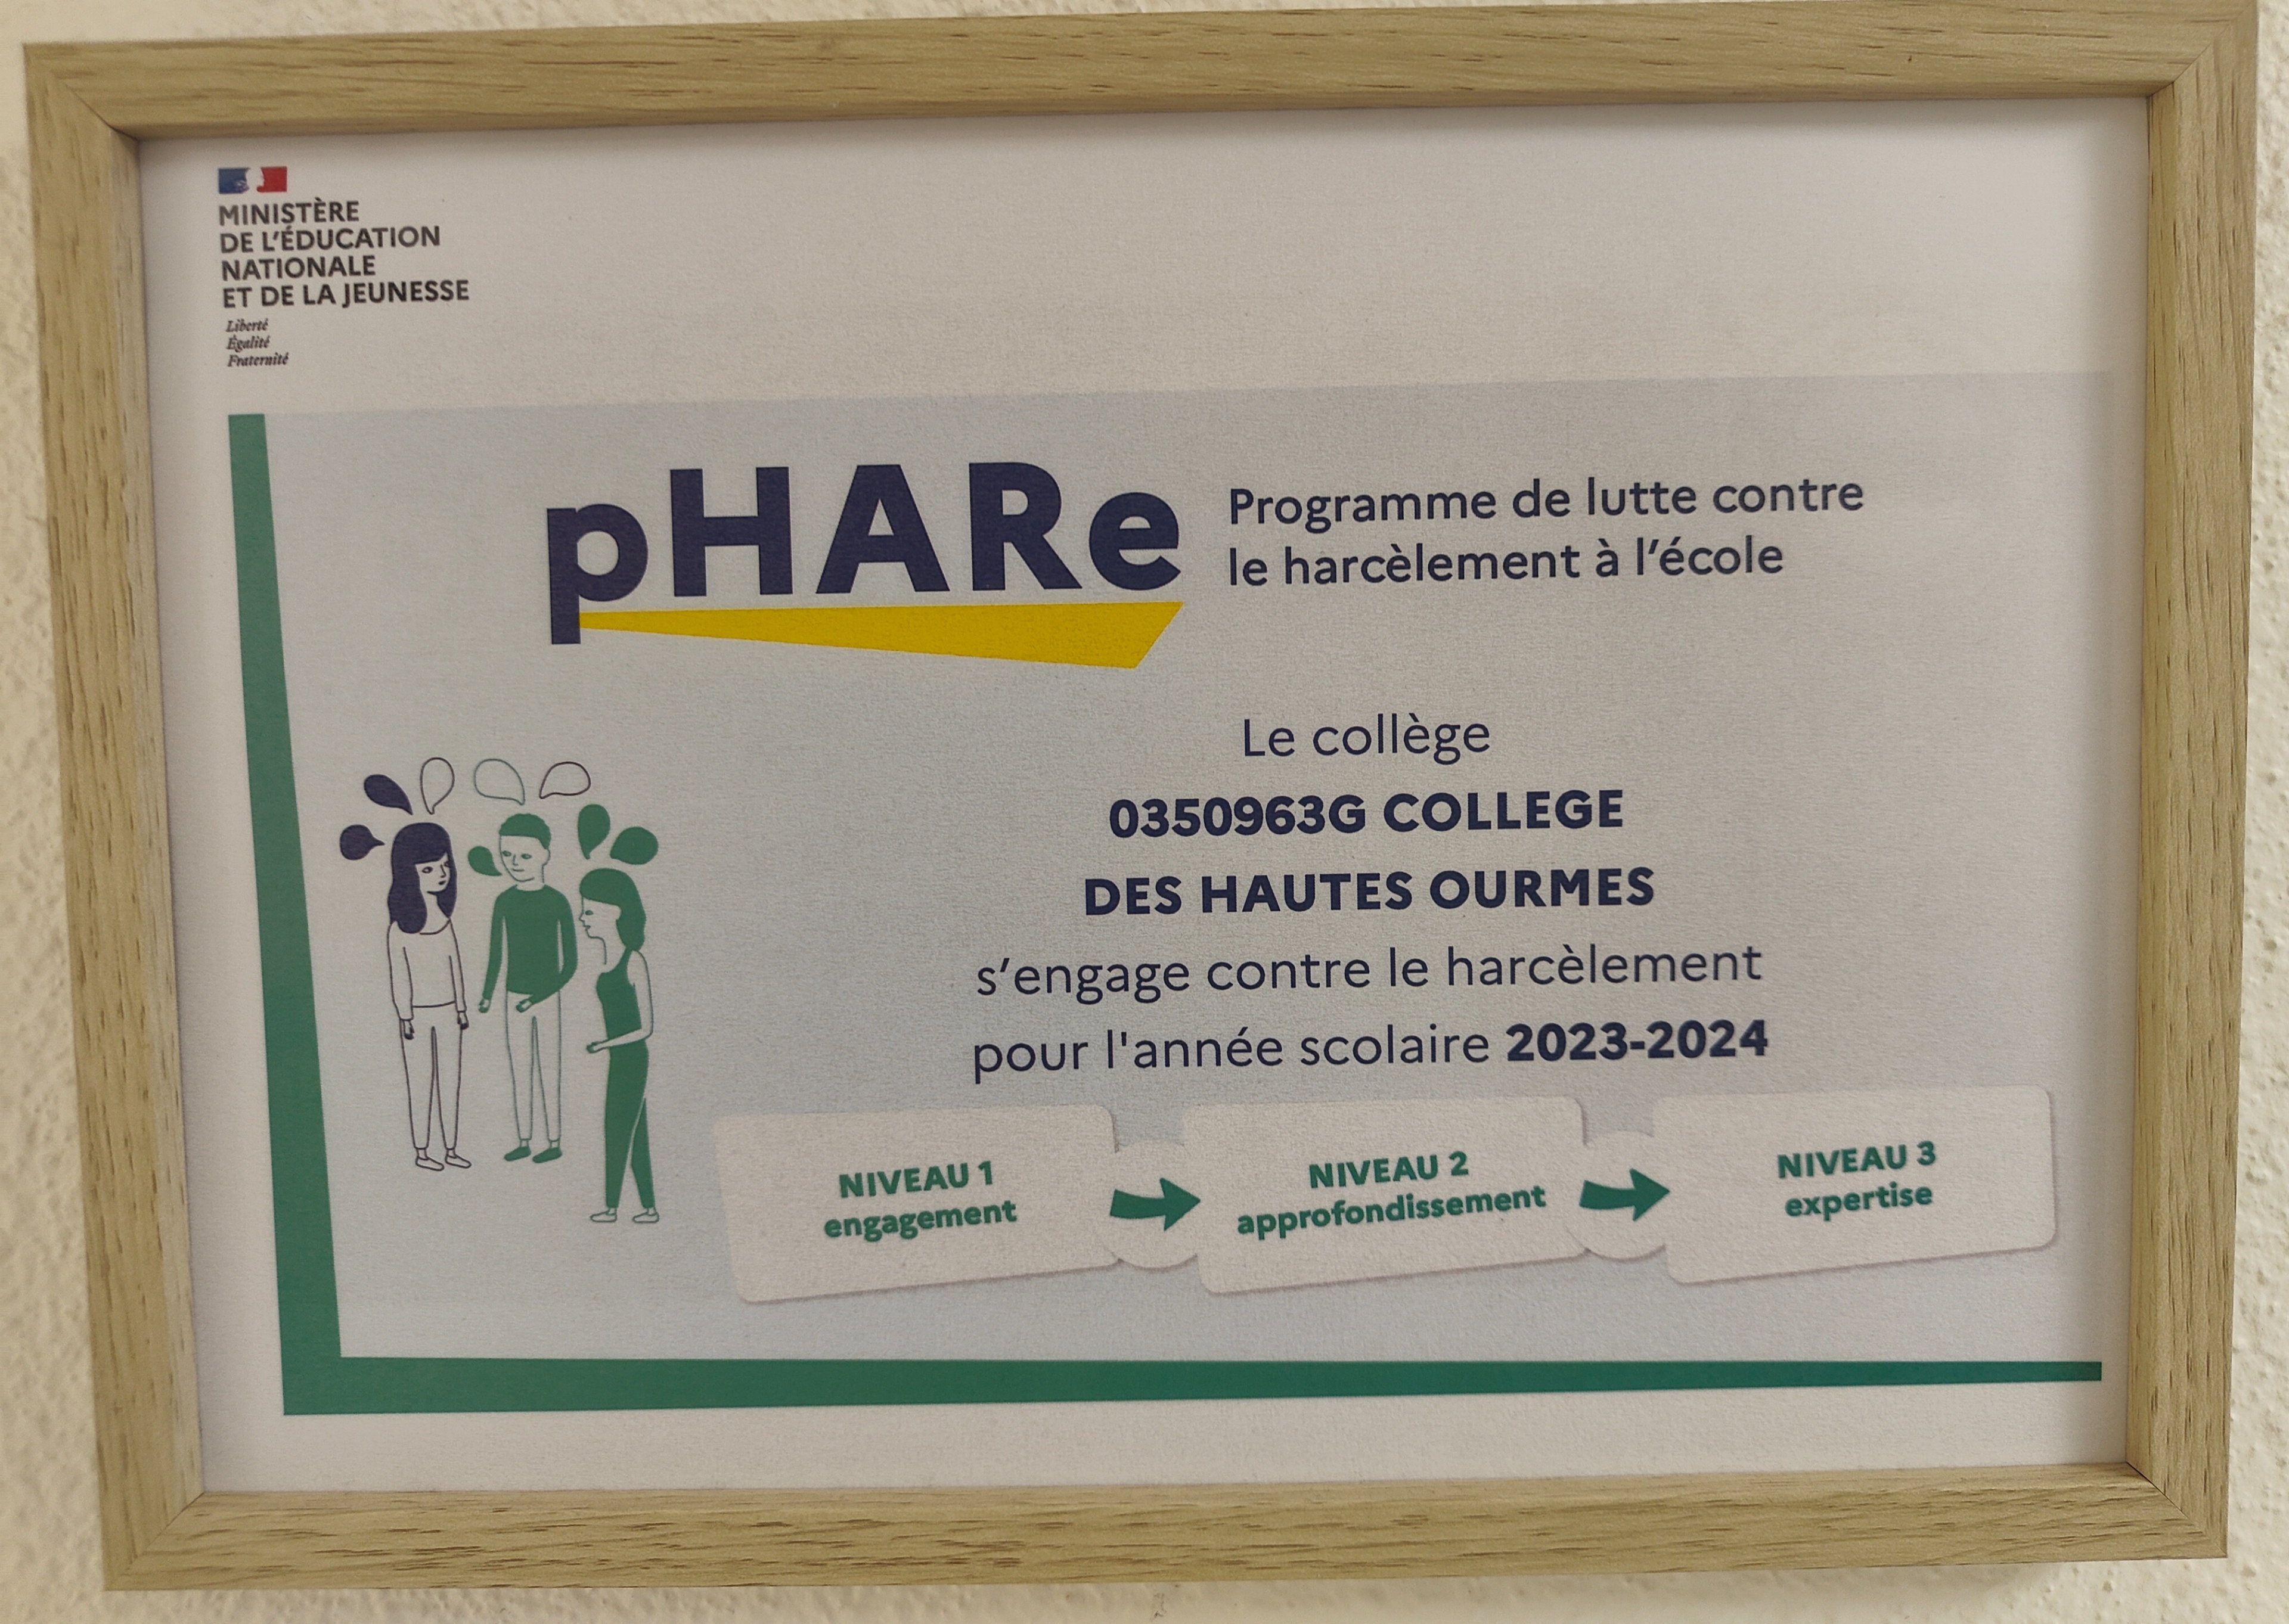 MINISTÈRE
DE L'ÉDUCATION
NATIONALE
ET DE LA JEUNESSE
Liberté
Égalité
Fraternité
pHARe
Programme de lutte contre
le harcèlement à l'école
Le collège
0350963G COLLEGE
DES HAUTES OURMES
s'engage contre le harcèlement
pour l'année scolaire 2023-2024
NIVEAU 1
engagement
NIVEAU 2
approfondissement
NIVEAU 3
expertise